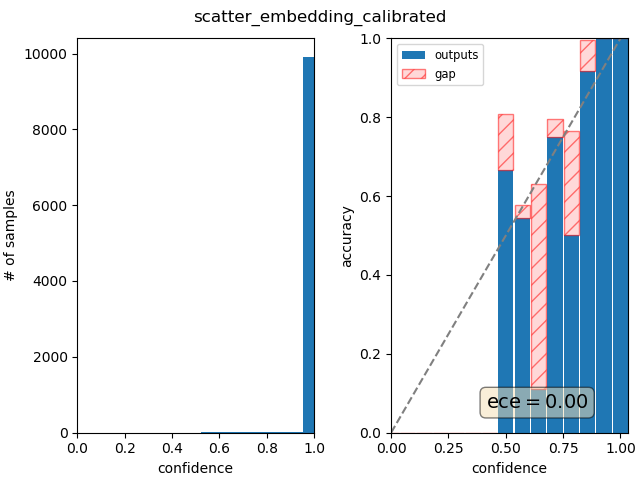 scatter_embedding_calibrated
# of samples
10000
8000
6000
4000
2000
0
0.0 0.2 0.4 0.6 0.8 1.0
confidence
accuracy
1.0
0.8
0.6
0.4
0.2
0.0
outputs
gap
ece = 0.00
0.00 0.25 0.50 0.75 1.00
confidence